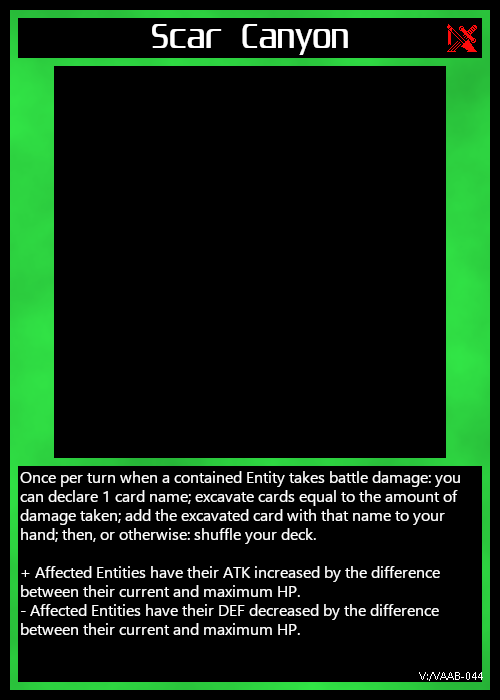 Scar Canyon
Once per turn when a contained Entity takes battle damage: you
can declare 1 card name; excavate cards equal to the amount of
damage taken; add the excavated card with that name to your
hand; then, or otherwise: shuffle your deck.
+ Affected Entities have their ATK increased by the difference
between their current and maximum HP.
- Affected Entities have their DEF decreased by the difference
between their current and maximum HP.
V:/VAAB-044